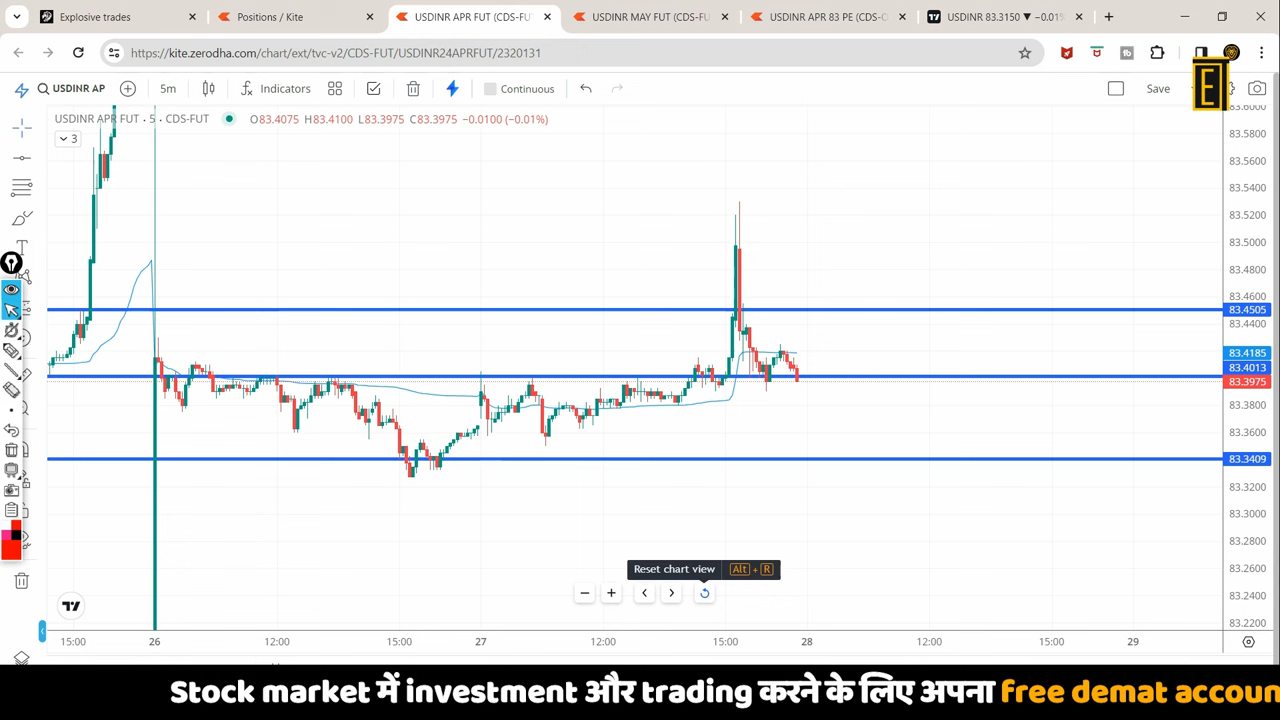 Explosive trades
Positions / Kite
USDINR APR FUT (CDS-FUT
USDINR MAY FUT (CDS-FU
USDINR APR 83 PE (CDS-O
USDINR 83.3150 ▼ −0.01%
https://kite.zerodha.com/chart/ext/tvc-v2/CDS-FUT/USDINR24APRFUT/2320131
USDINR AP
5m
Indicators
Continuous
Save
E
USDINR APR FUT · 5 · CDS-FUT
O83.4075 H83.4100 L83.3975 C83.3975 −0.0100 (−0.01%)
3
83.6000
83.5800
83.5600
83.5400
83.5200
83.5000
83.4800
83.4600
83.4505
83.4400
83.4185
83.4013
83.3975
83.3800
83.3600
83.3409
83.3200
83.3000
83.2800
83.2600
83.2400
83.2200
Reset chart view Alt + R
15:00 26 12:00 15:00 27 12:00 15:00 28 12:00 15:00 29
Stock market में investment और trading करने के लिए अपना free demat accoun